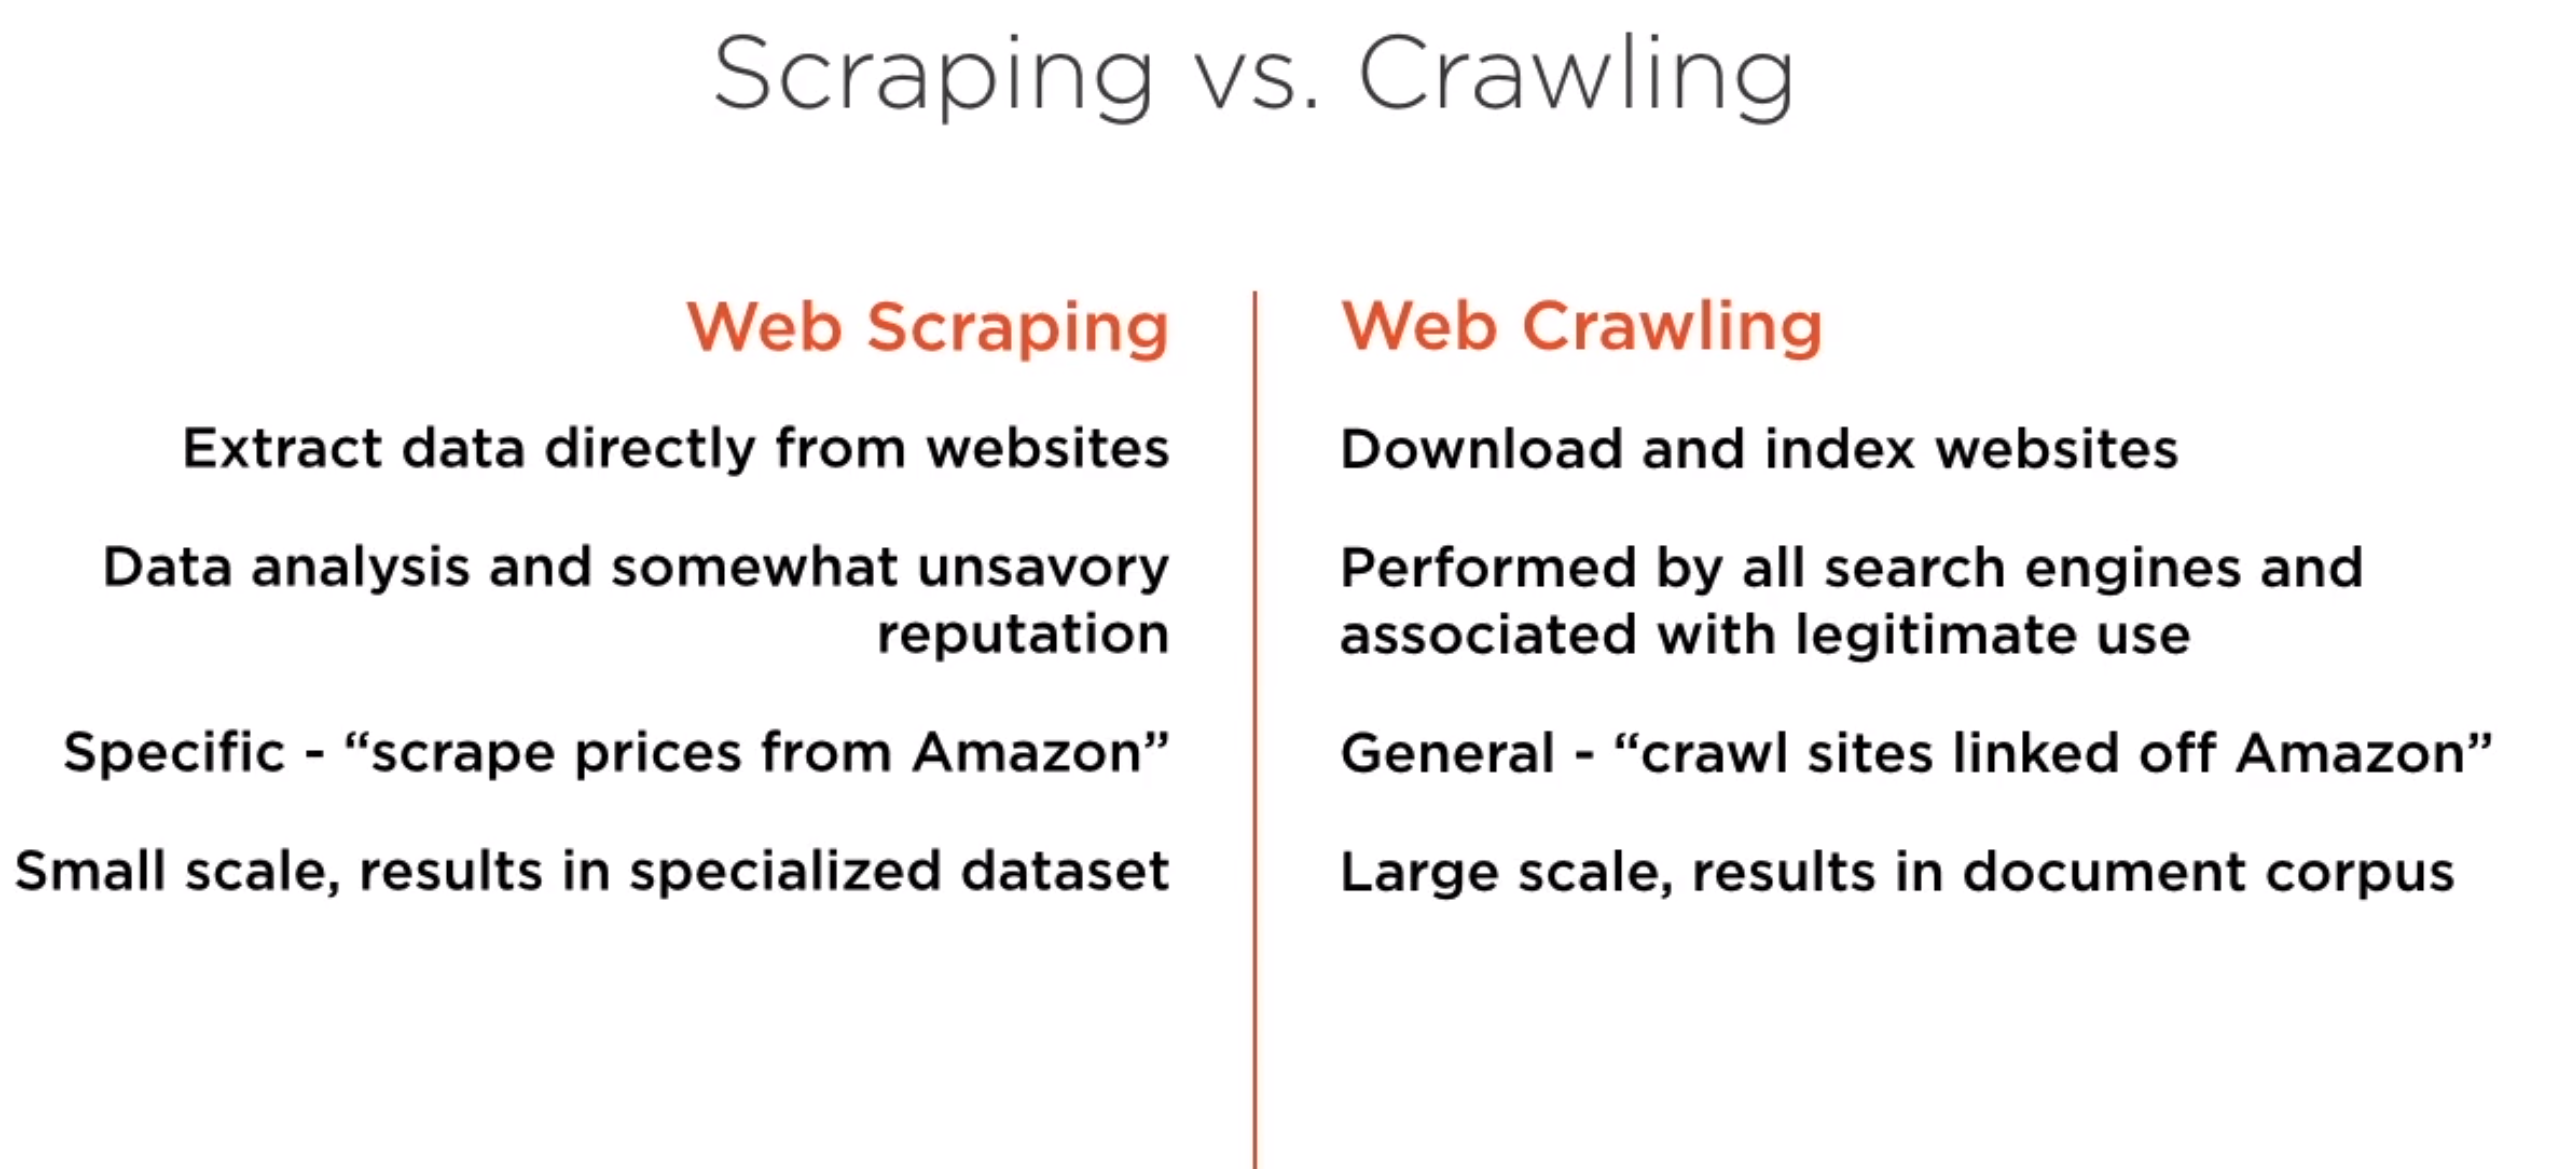 Scraping vs. Crawling
Web Scraping
Extract data directly from websites
Data analysis and somewhat unsavory
reputation
Specific - “scrape prices from Amazon”
Small scale, results in specialized dataset
Web Crawling
Download and index websites
Performed by all search engines and
associated with legitimate use
General - “crawl sites linked off Amazon”
Large scale, results in document corpus